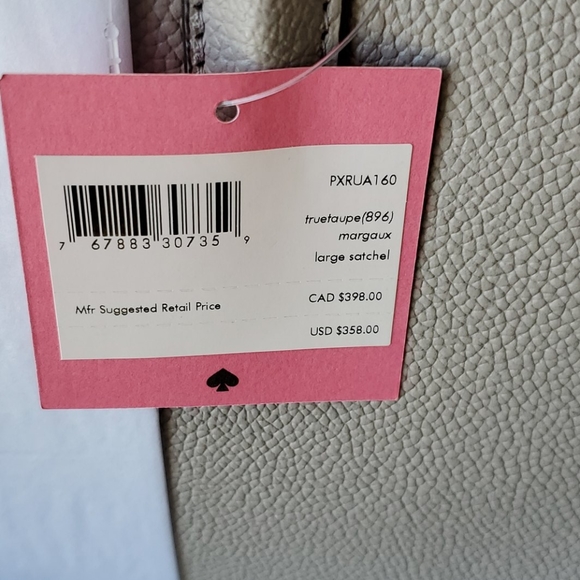 PXRUA160
truetaupe(896)
margaux
large satchel
7 67883 30735 9
Mfr Suggested Retail Price
CAD $398.00
USD $358.00